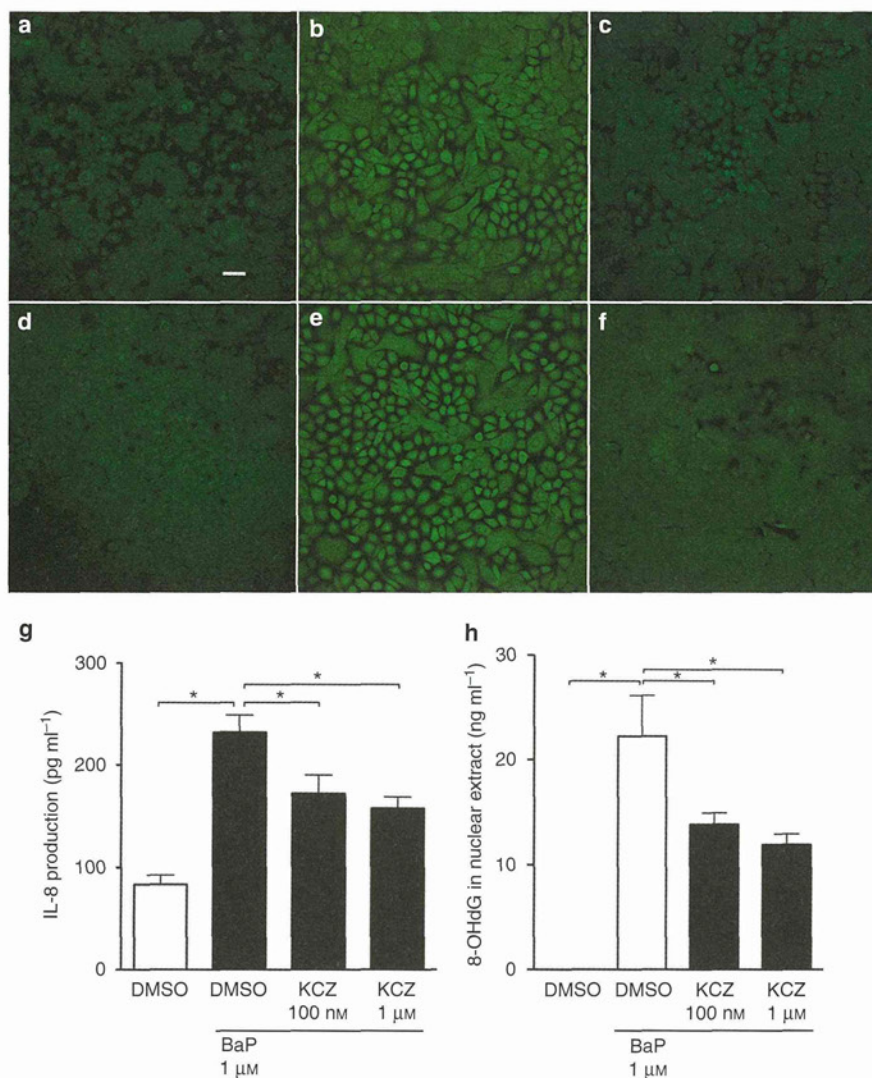 a
b
c
d
e
f
g
h
300
200
100
0
IL-8 production (pg ml⁻¹)
*
*
*
DMSO
DMSO
KCZ
100 nM
KCZ
1 μM
BaP
1 μM
30
20
10
0
8-OHdG in nuclear extract (ng ml⁻¹)
*
*
*
DMSO
DMSO
KCZ
100 nM
KCZ
1 μM
BaP
1 μM